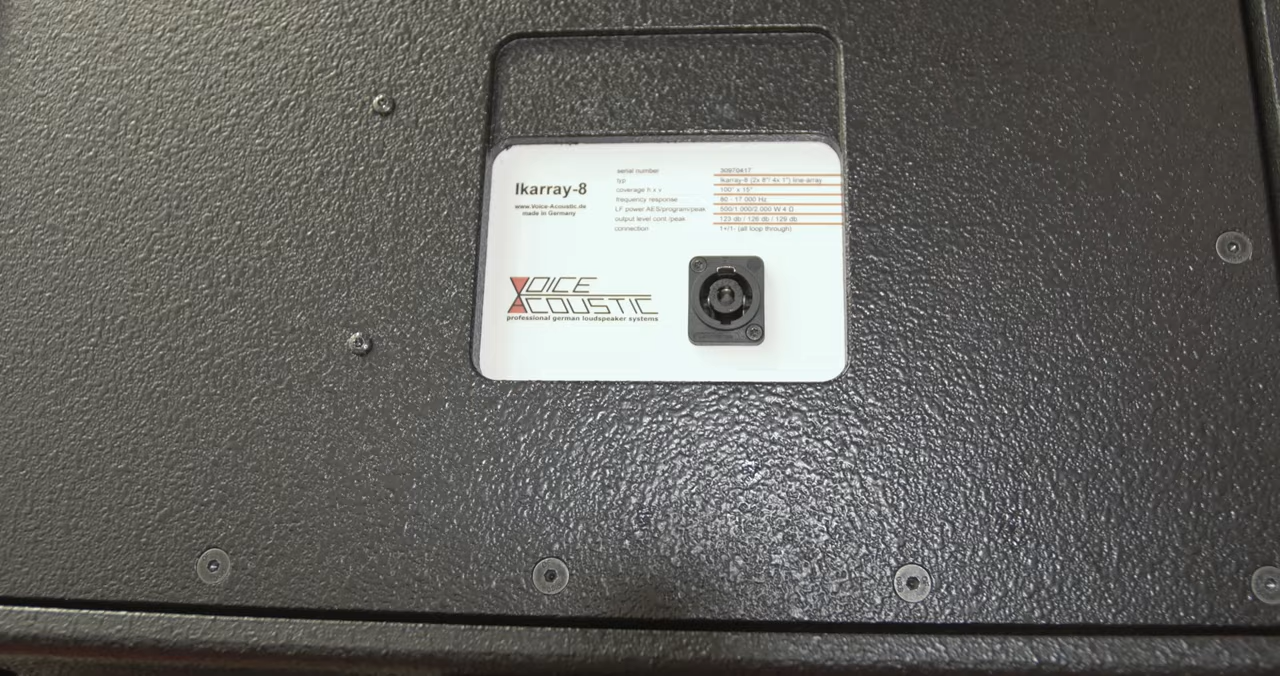 Ikarray-8
www.Voice-Acoustic.de
made in Germany
serial number 30970417
typ Ikarray-8 (2x 8"/ 4x 1") line array
coverage h x v 100° x 15°
frequency response 80 - 17 000 Hz
LF power AES/program/peak 500/1.000/2.000 W 4 Ω
output level cont./peak 123 db / 126 db / 129 db
connection 1+/1- (all loop through)
VOICE
ACOUSTIC
professional german loudspeaker systems